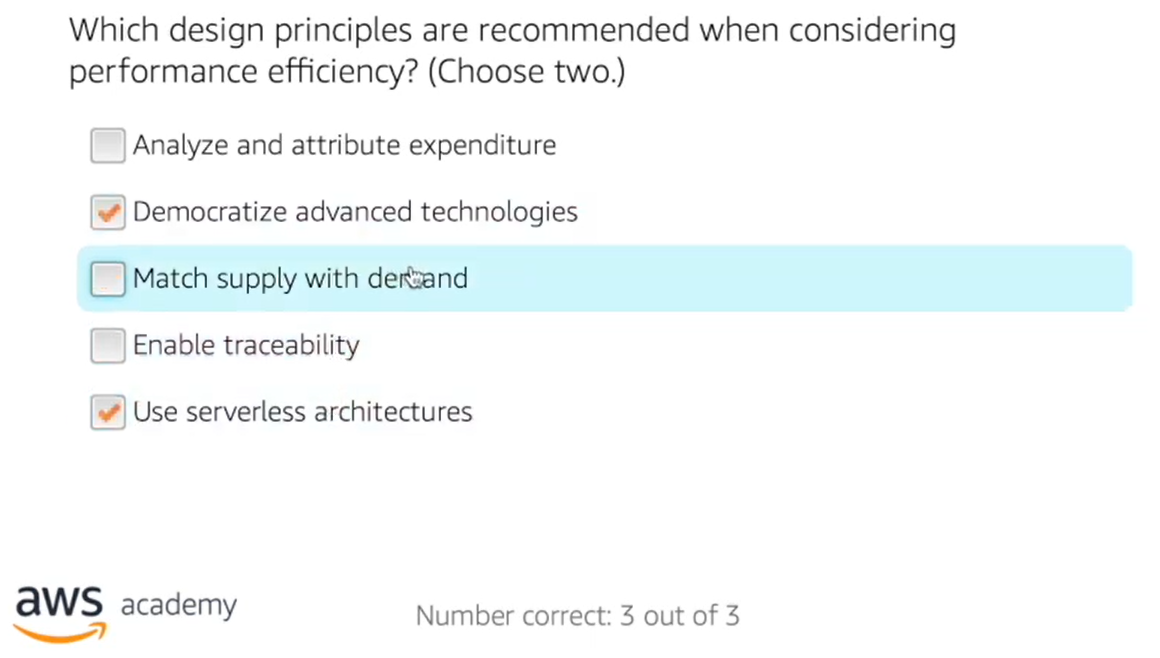 Which design principles are recommended when considering
performance efficiency? (Choose two.)
Analyze and attribute expenditure
Democratize advanced technologies
Match supply with demand
Enable traceability
Use serverless architectures
aws academy
Number correct: 3 out of 3